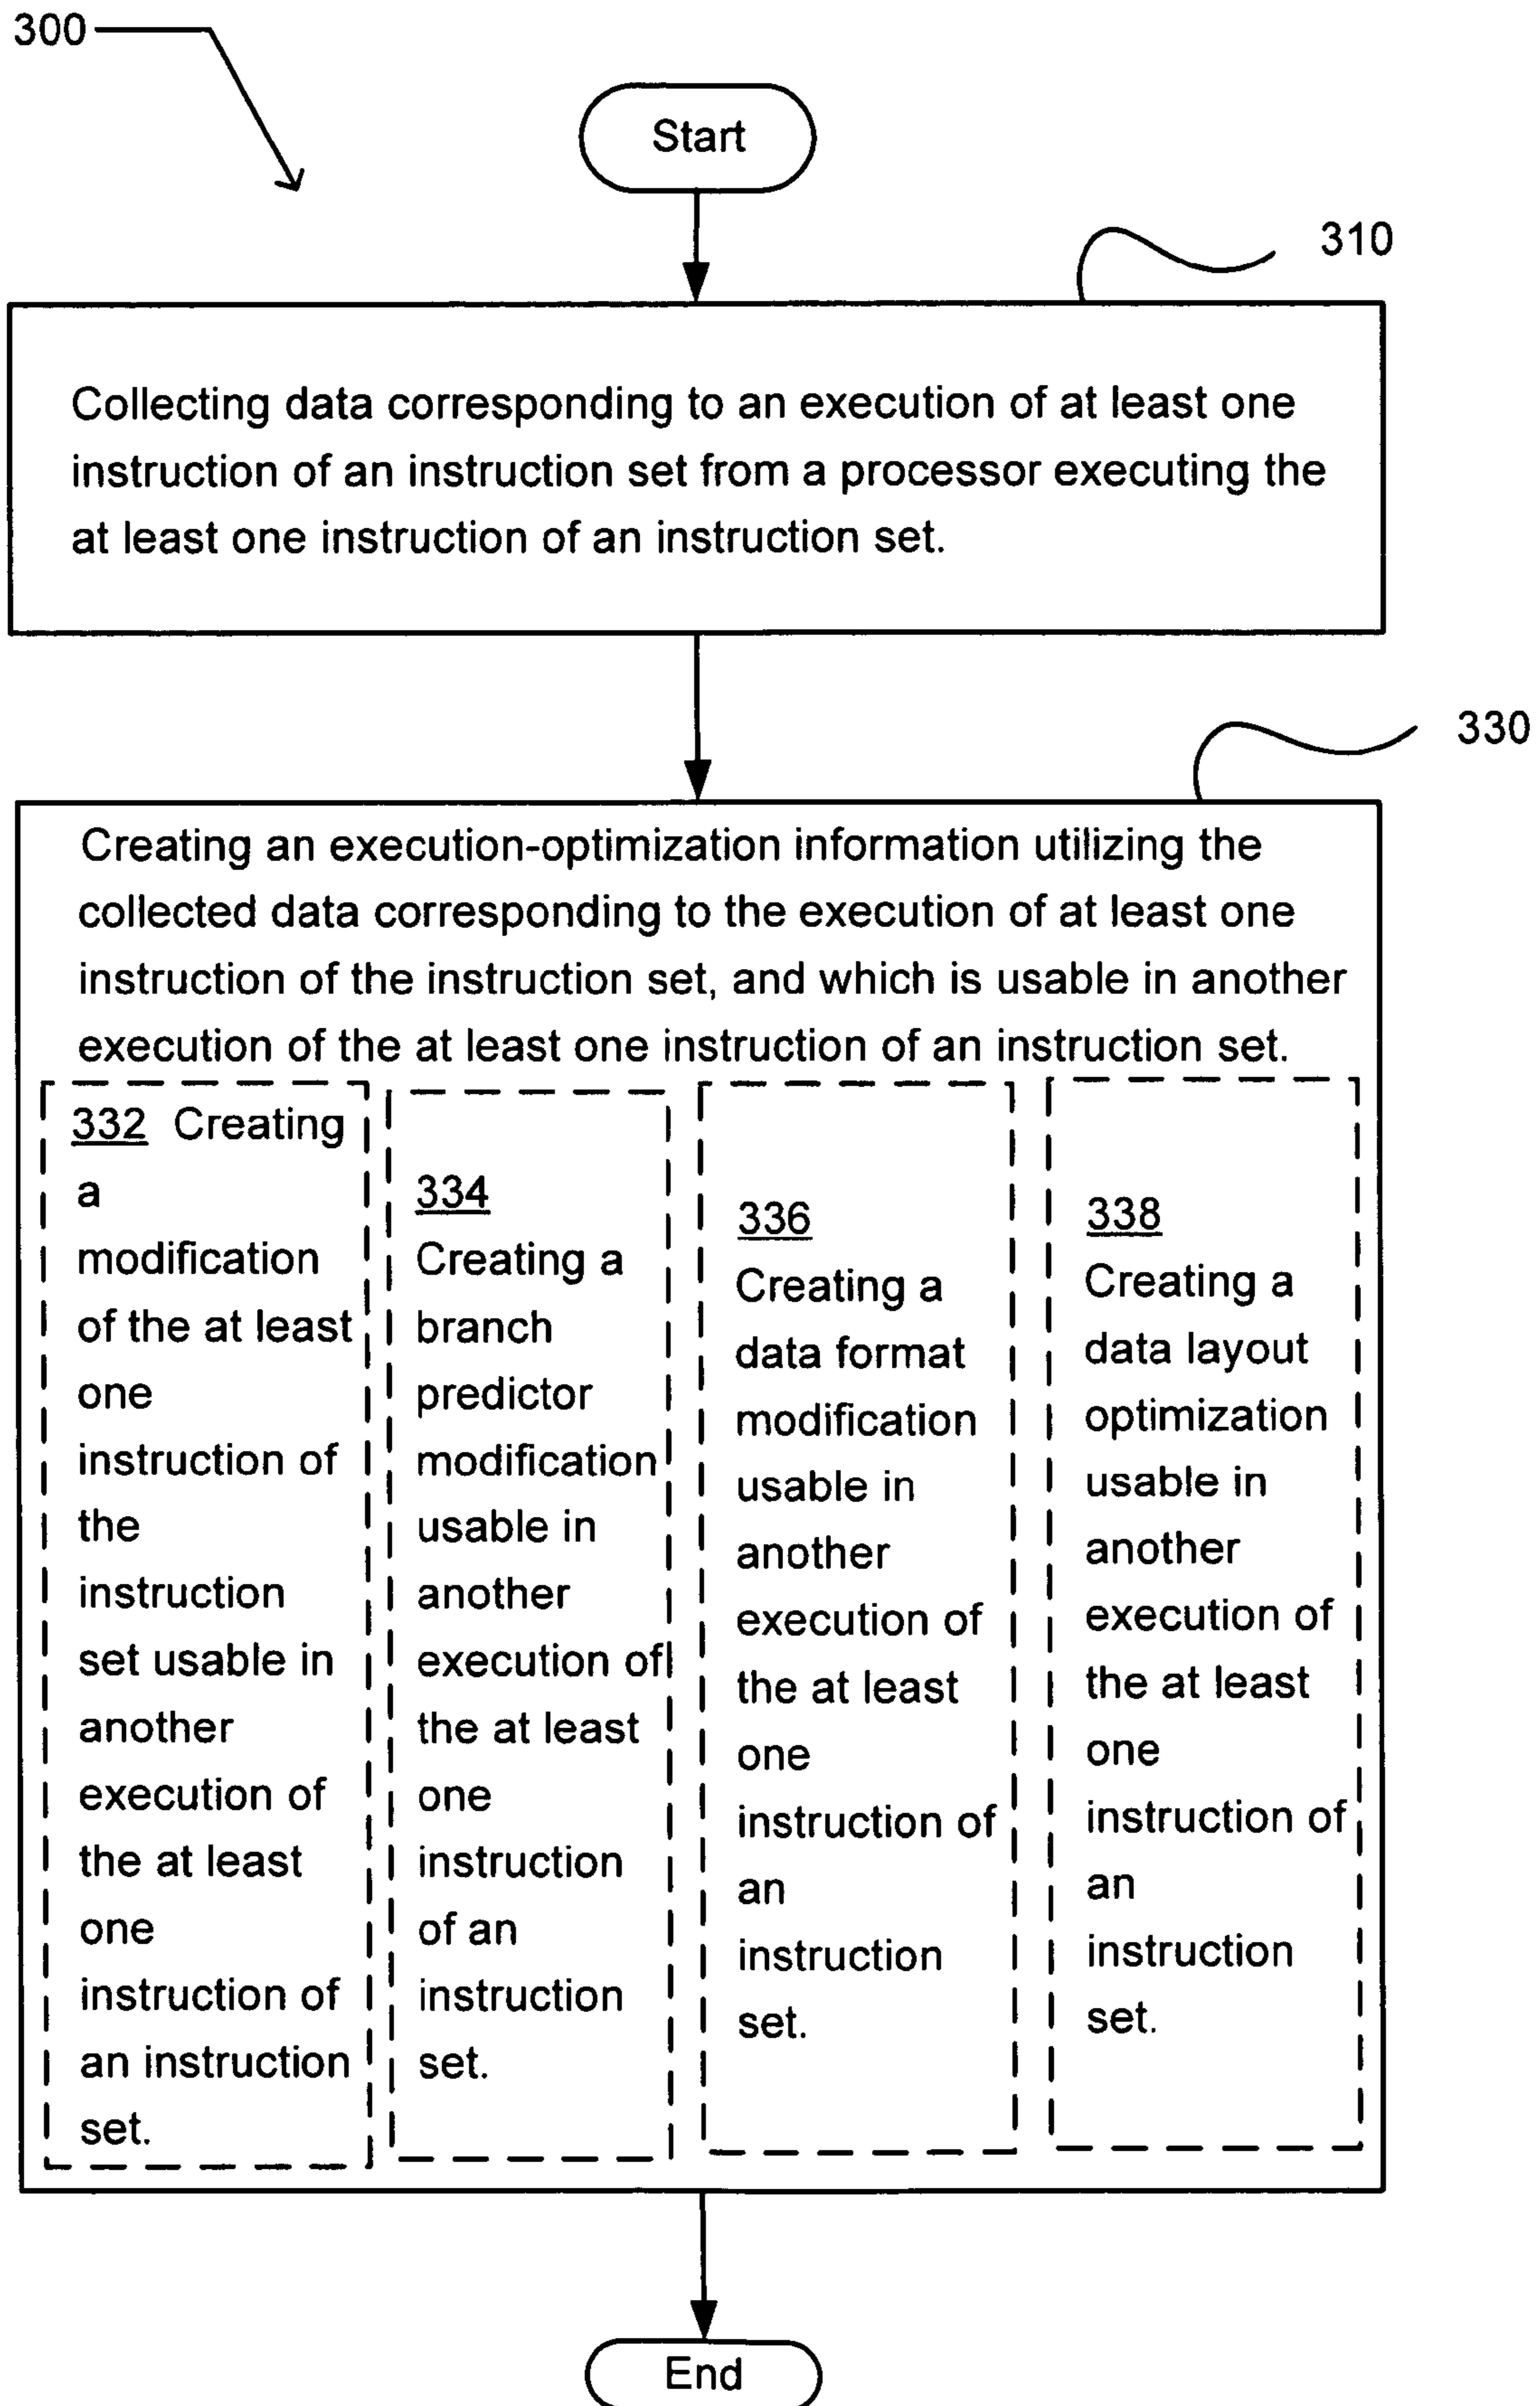 300
Start
310
Collecting data corresponding to an execution of at least one
instruction of an instruction set from a processor executing the
at least one instruction of an instruction set.
330
Creating an execution-optimization information utilizing the
collected data corresponding to the execution of at least one
instruction of the instruction set, and which is usable in another
execution of the at least one instruction of an instruction set.
332 Creating
a
modification
of the at least
one
instruction of
the
instruction
set usable in
another
execution of
the at least
one
instruction of
an instruction
set.
334
Creating a
branch
predictor
modification
usable in
another
execution of
the at least
one
instruction
of an
instruction
set.
336
Creating a
data format
modification
usable in
another
execution of
the at least
one
instruction of
an
instruction
set.
338
Creating a
data layout
optimization
usable in
another
execution of
the at least
one
instruction of
an
instruction
set.
End